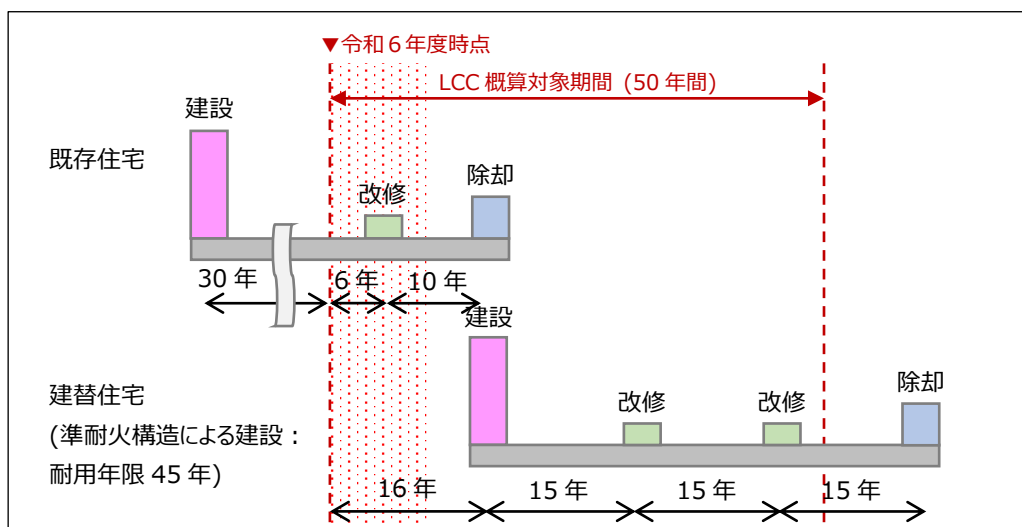 ▼令和６年度時点
LCC 概算対象期間 (50 年間)
建設
既存住宅
改修
除却
30 年
6 年
10 年
建設
建替住宅
(準耐火構造による建設：
耐用年限 45 年)
改修
改修
除却
16 年
15 年
15 年
15 年